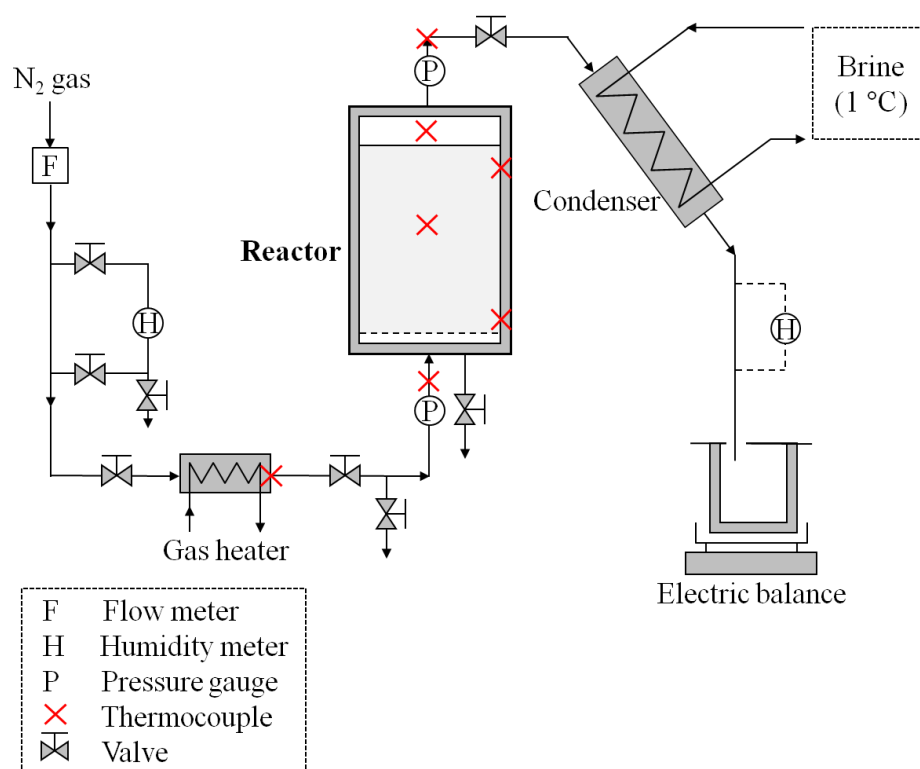 N₂ gas
F
H
P
Brine
(1 °C)
Condenser
Reactor
H
P
Gas heater
Electric balance
F Flow meter
H Humidity meter
P Pressure gauge
Thermocouple
Valve